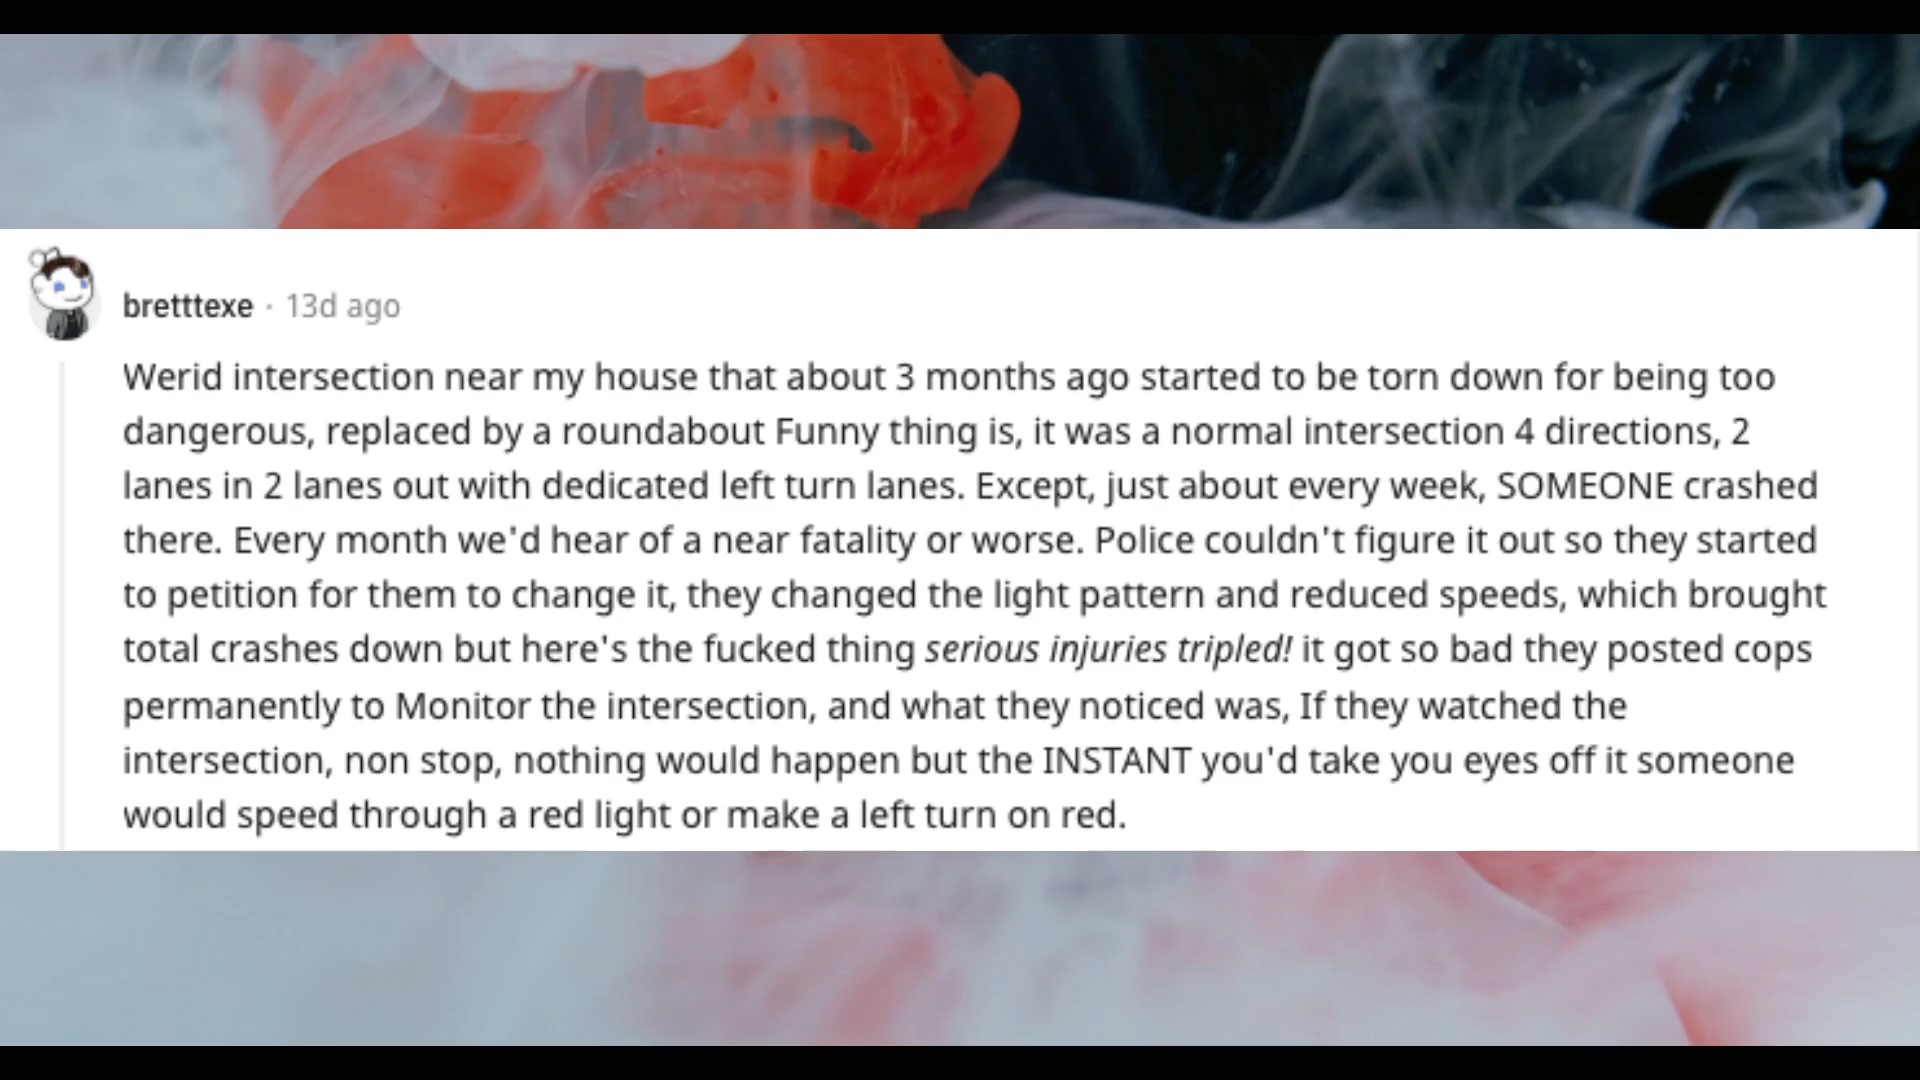 bretttexe · 13d ago
Werid intersection near my house that about 3 months ago started to be torn down for being too
dangerous, replaced by a roundabout Funny thing is, it was a normal intersection 4 directions, 2
lanes in 2 lanes out with dedicated left turn lanes. Except, just about every week, SOMEONE crashed
there. Every month we'd hear of a near fatality or worse. Police couldn't figure it out so they started
to petition for them to change it, they changed the light pattern and reduced speeds, which brought
total crashes down but here's the fucked thing serious injuries tripled! it got so bad they posted cops
permanently to Monitor the intersection, and what they noticed was, If they watched the
intersection, non stop, nothing would happen but the INSTANT you'd take you eyes off it someone
would speed through a red light or make a left turn on red.